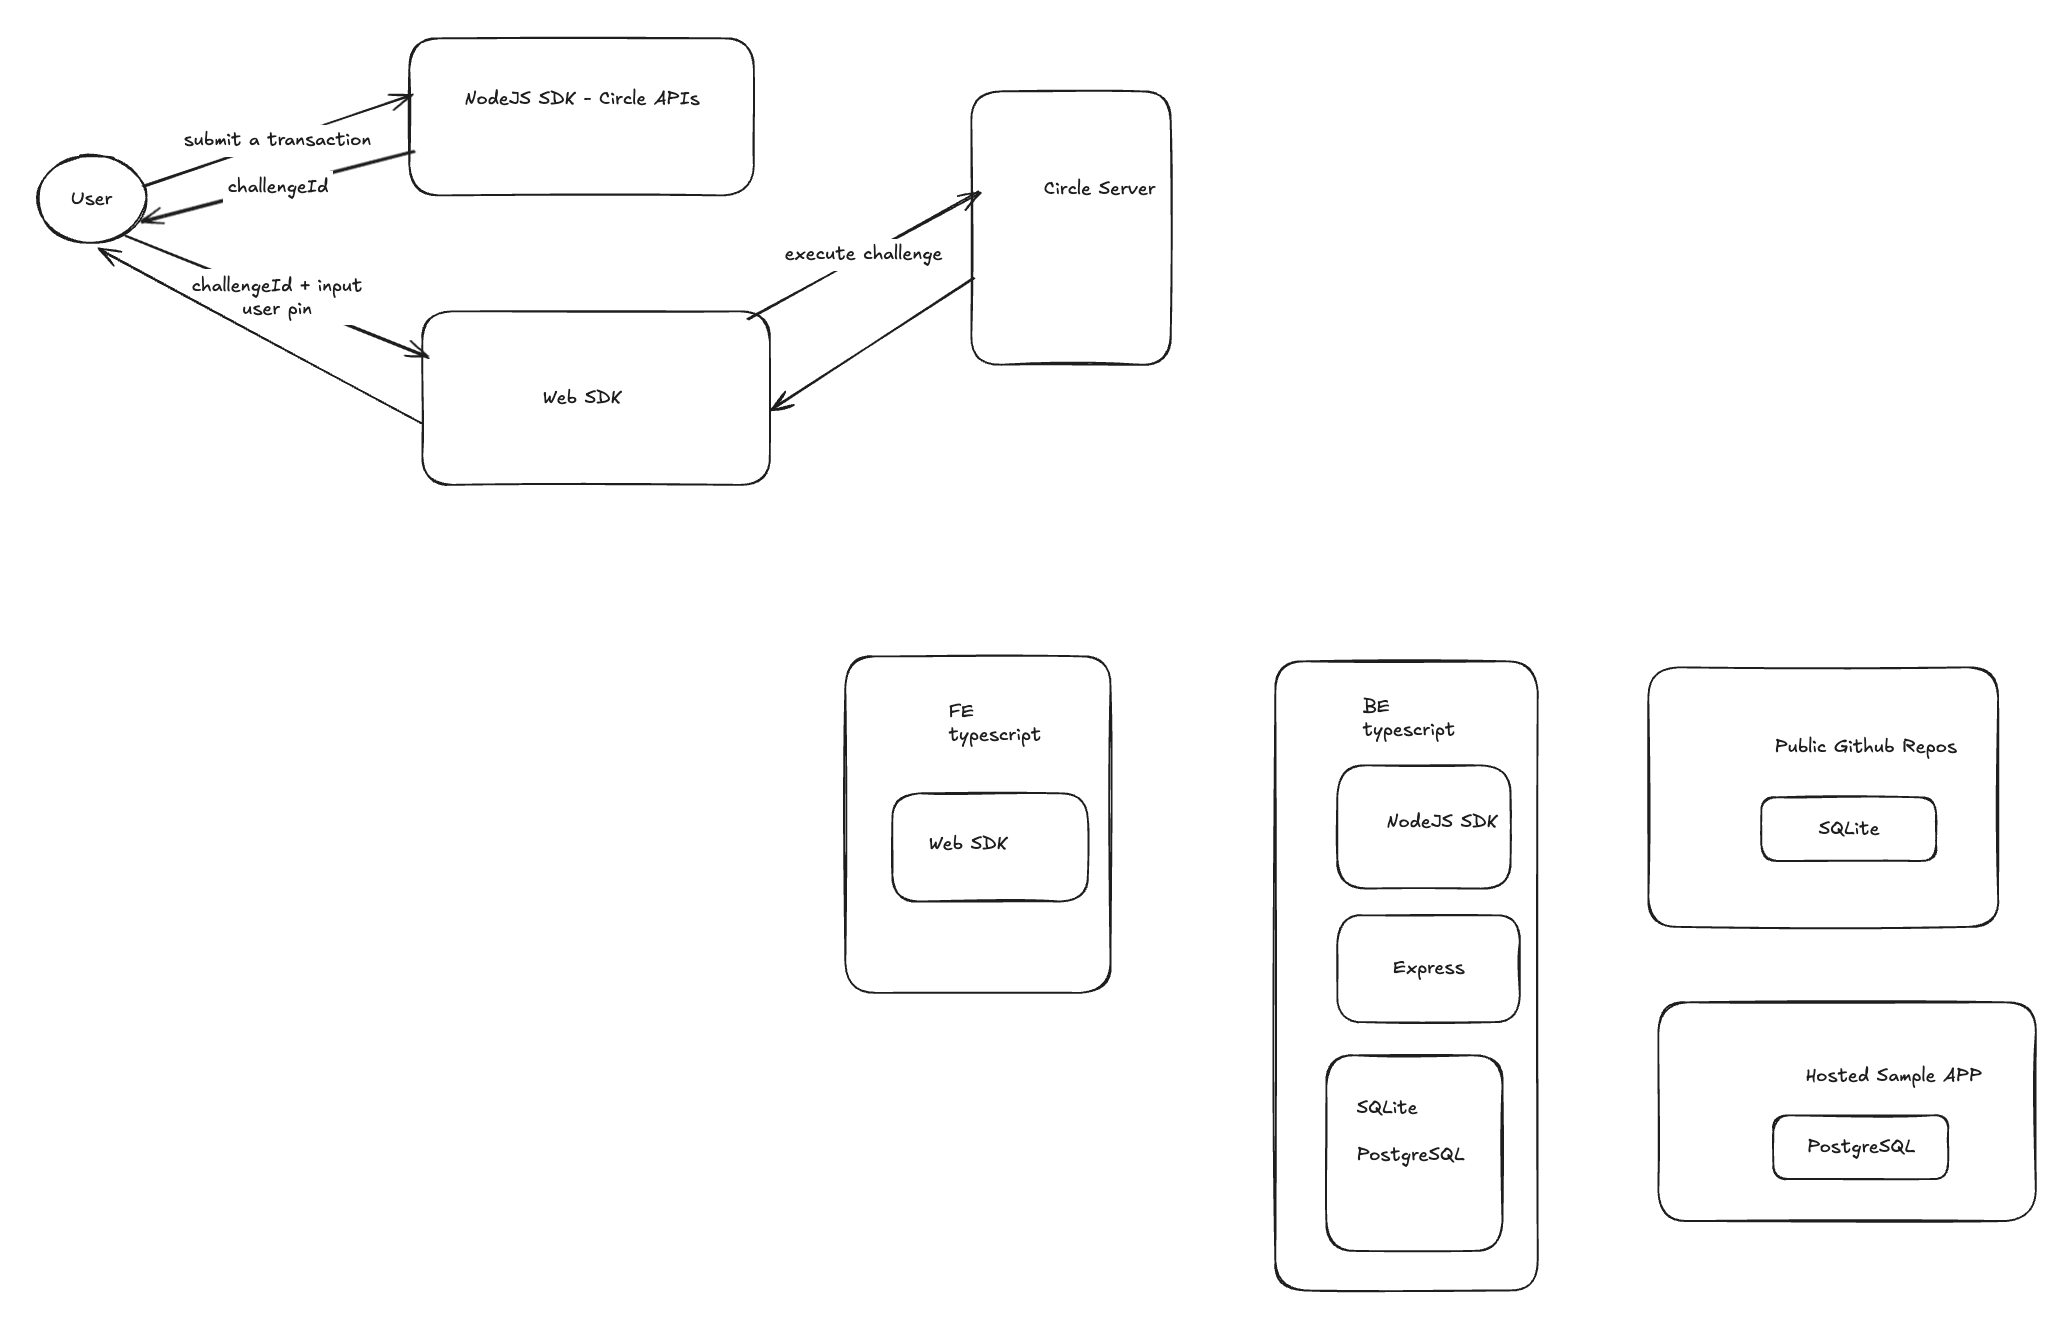 NodeJS SDK - Circle APIs
submit a transaction
challengeId
User
Circle Server
execute challenge
challengeId + input
user pin
Web SDK
FE
typescript
Web SDK
BE
typescript
NodeJS SDK
Express
SQLite
PostgreSQL
Public Github Repos
SQLite
Hosted Sample APP
PostgreSQL